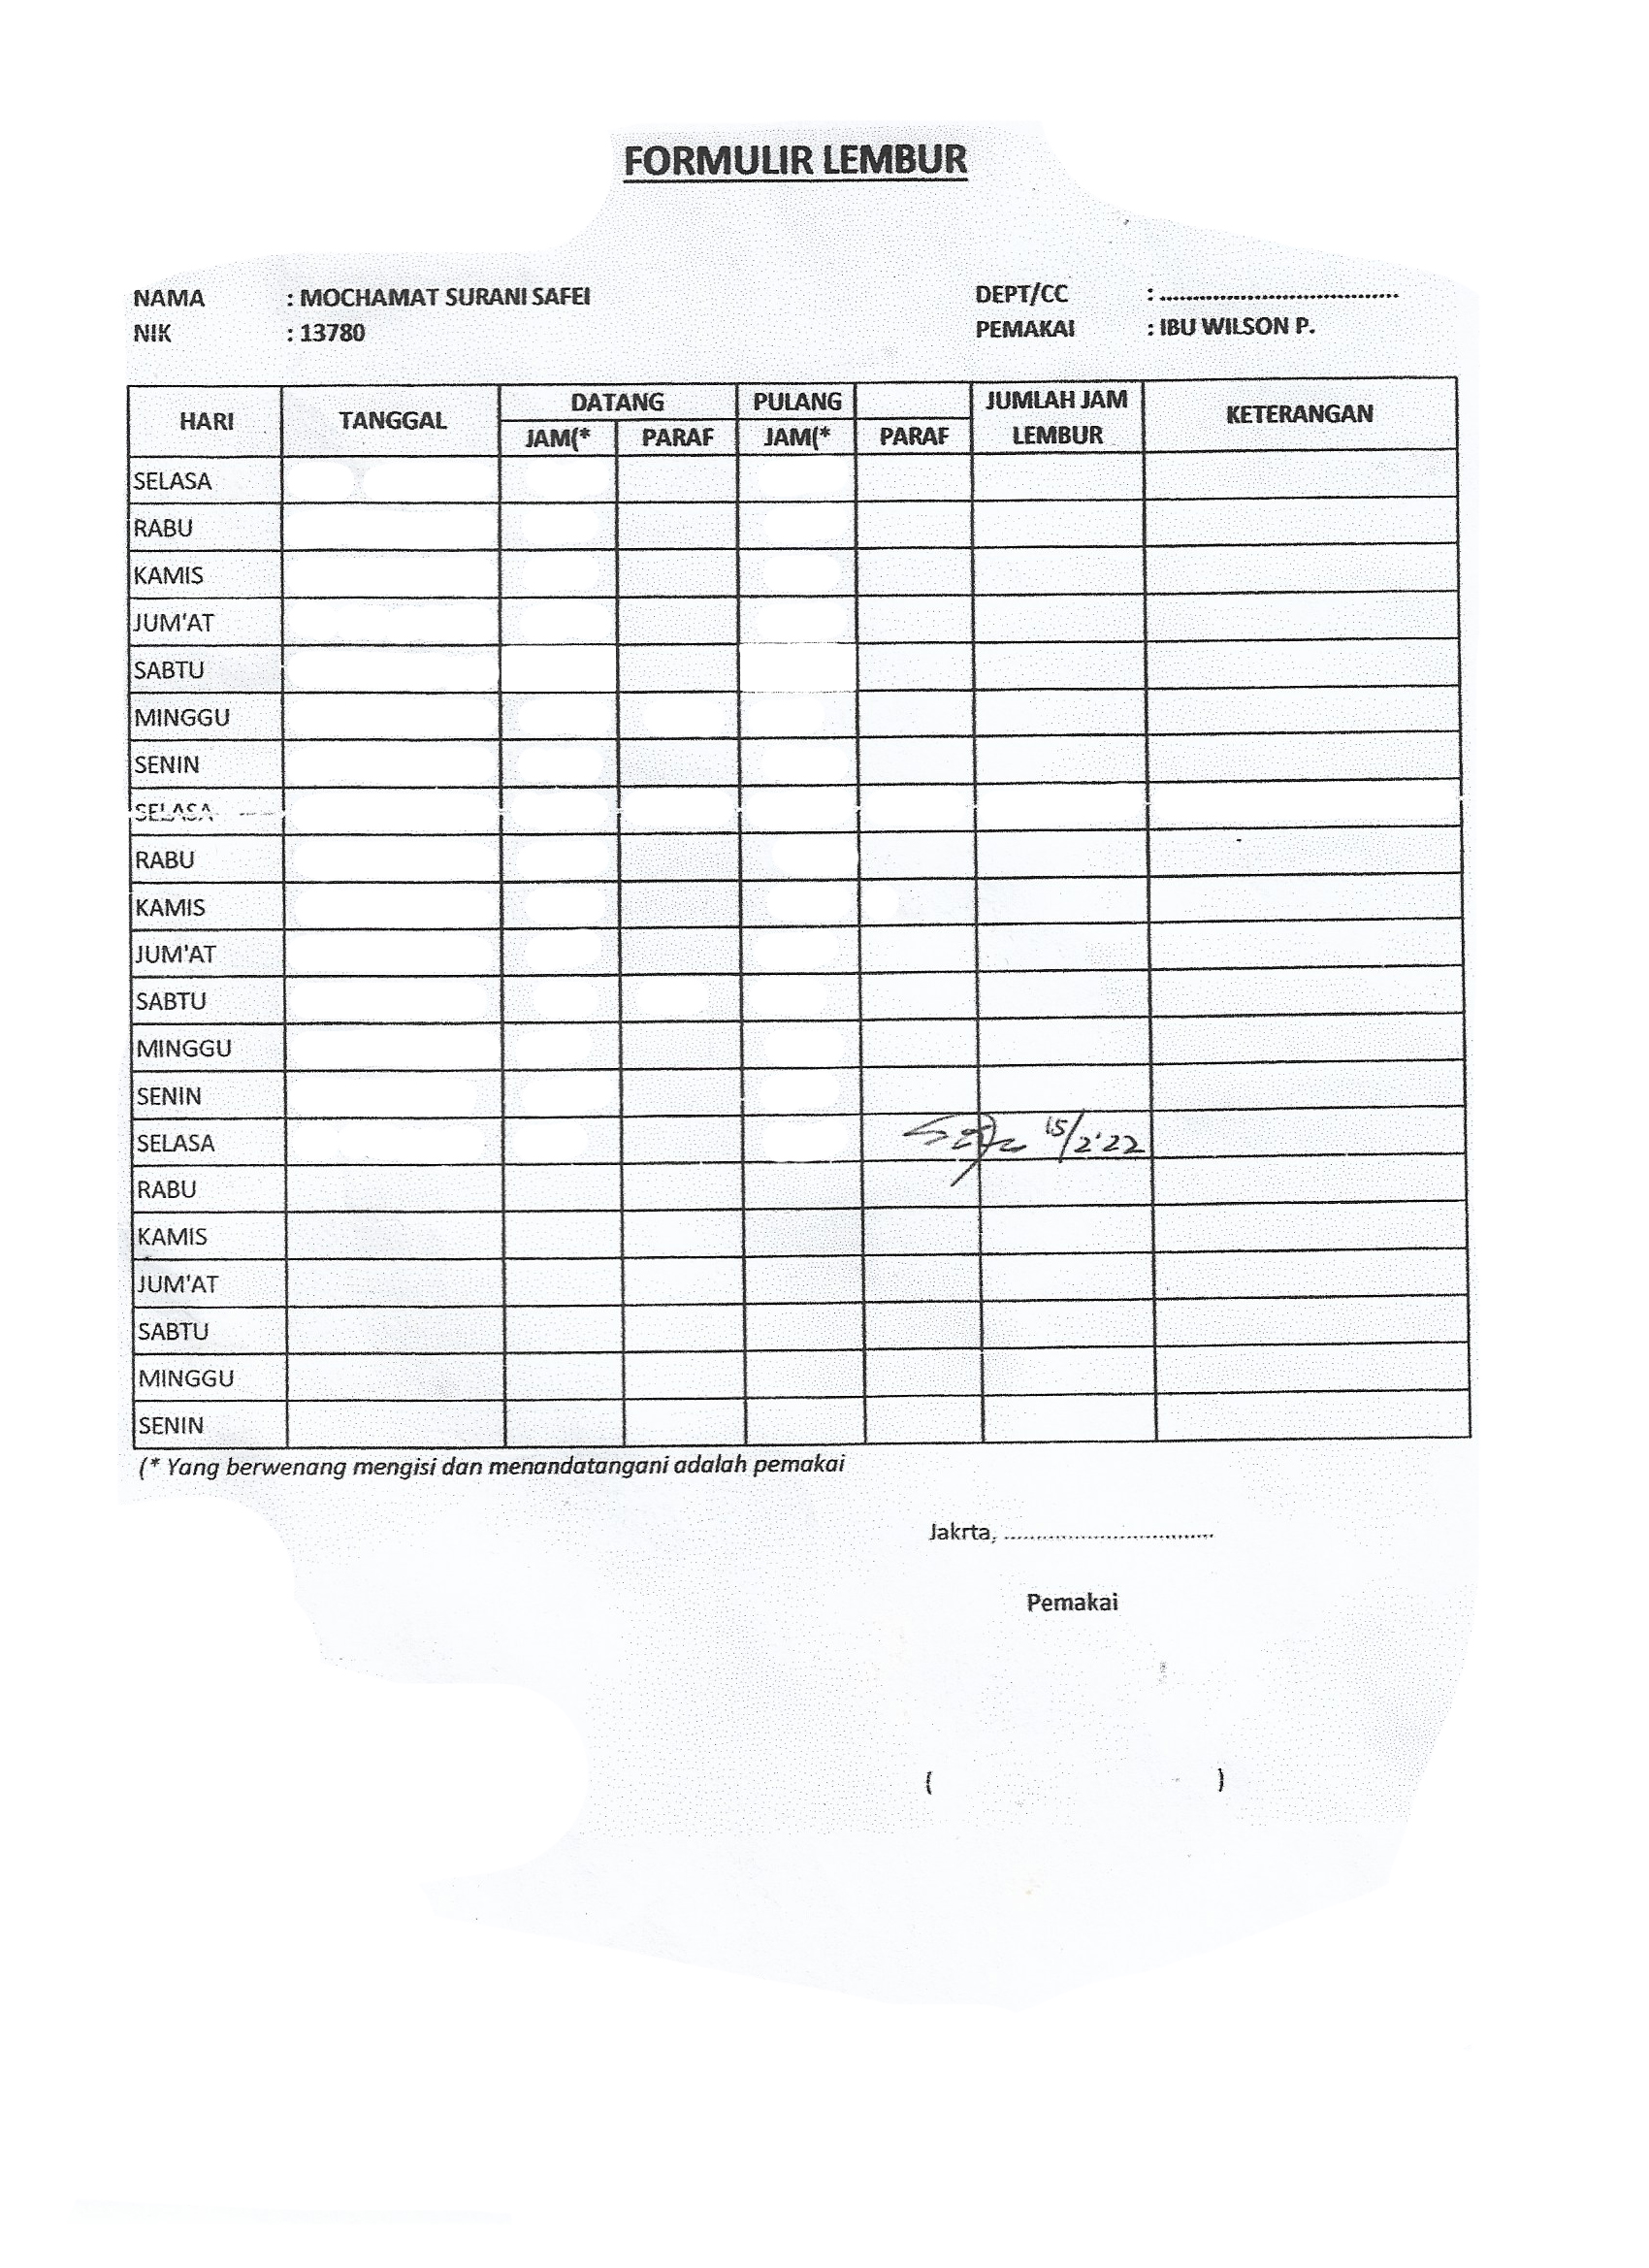 FORMULIR LEMBUR
NAMA : MOCHAMAT SURANI SAFEI DEPT/CC : ....................................
NIK : 13780 PEMAKAI : IBU WILSON P.
HARI TANGGAL DATANG PULANG JUMLAH JAM LEMBUR KETERANGAN
JAM(* PARAF JAM(* PARAF
SELASA
RABU
KAMIS
JUM'AT
SABTU
MINGGU
SENIN
SELASA
RABU
KAMIS
JUM'AT
SABTU
MINGGU
SENIN
SELASA 15/2'22
RABU
KAMIS
JUM'AT
SABTU
MINGGU
SENIN
(* Yang berwenang mengisi dan menandatangani adalah pemakai
Jakrta, ................................
Pemakai
( )